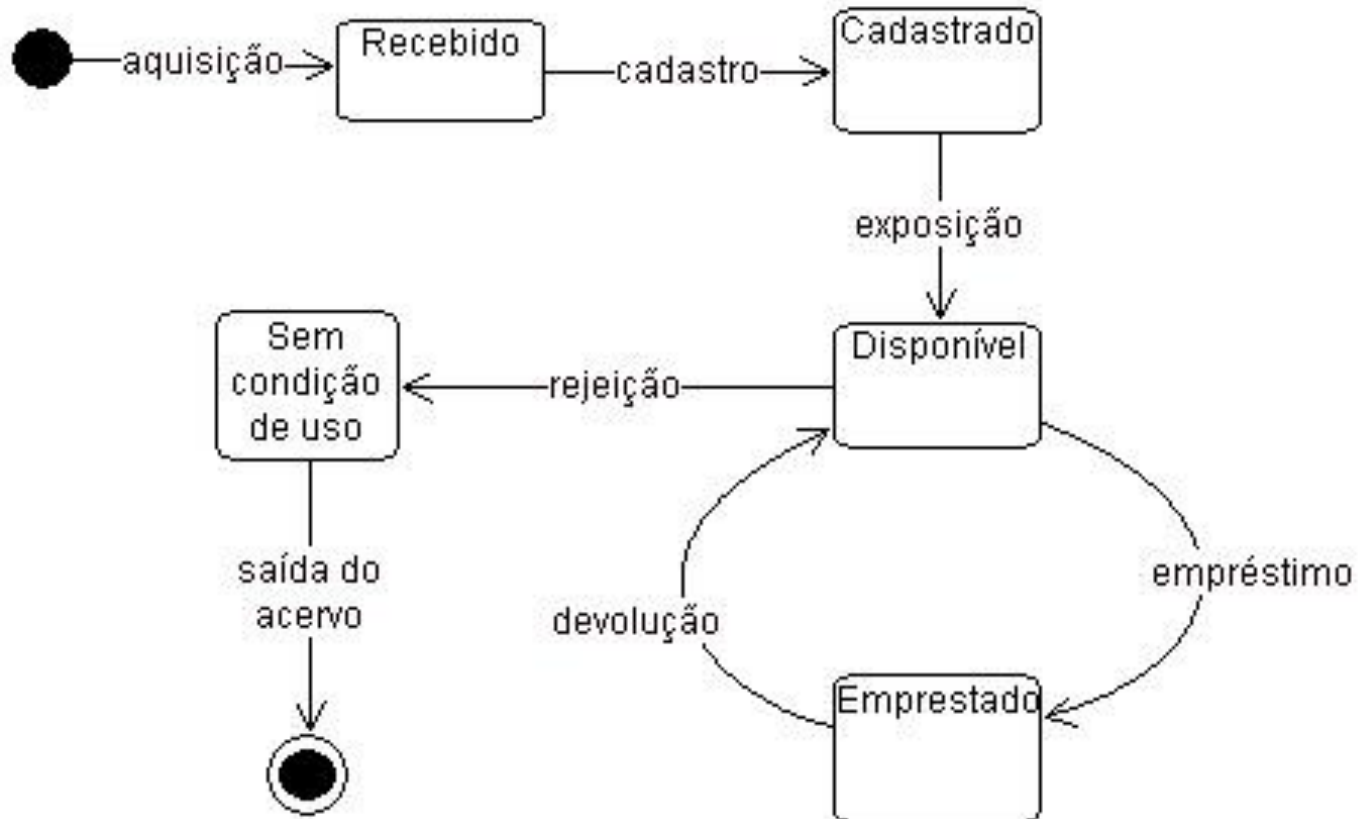 aquisição
Recebido
cadastro
Cadastrado
exposição
Disponível
rejeição
Sem
condição
de uso
saída do
acervo
devolução
empréstimo
Emprestado